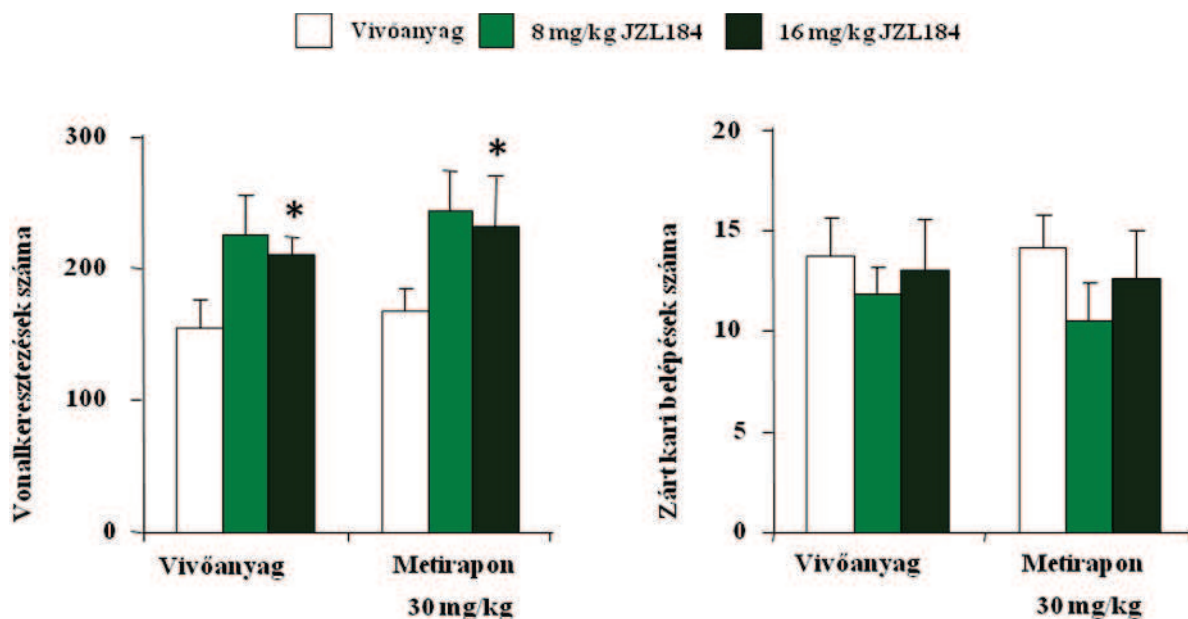 Vivőanyag 8 mg/kg JZL184 16 mg/kg JZL184
Vonalkeresztezések száma
300
200
100
0
*
*
Vivőanyag Metirapon
30 mg/kg
Zárt kari belépések száma
20
15
10
5
0
Vivőanyag Metirapon
30 mg/kg